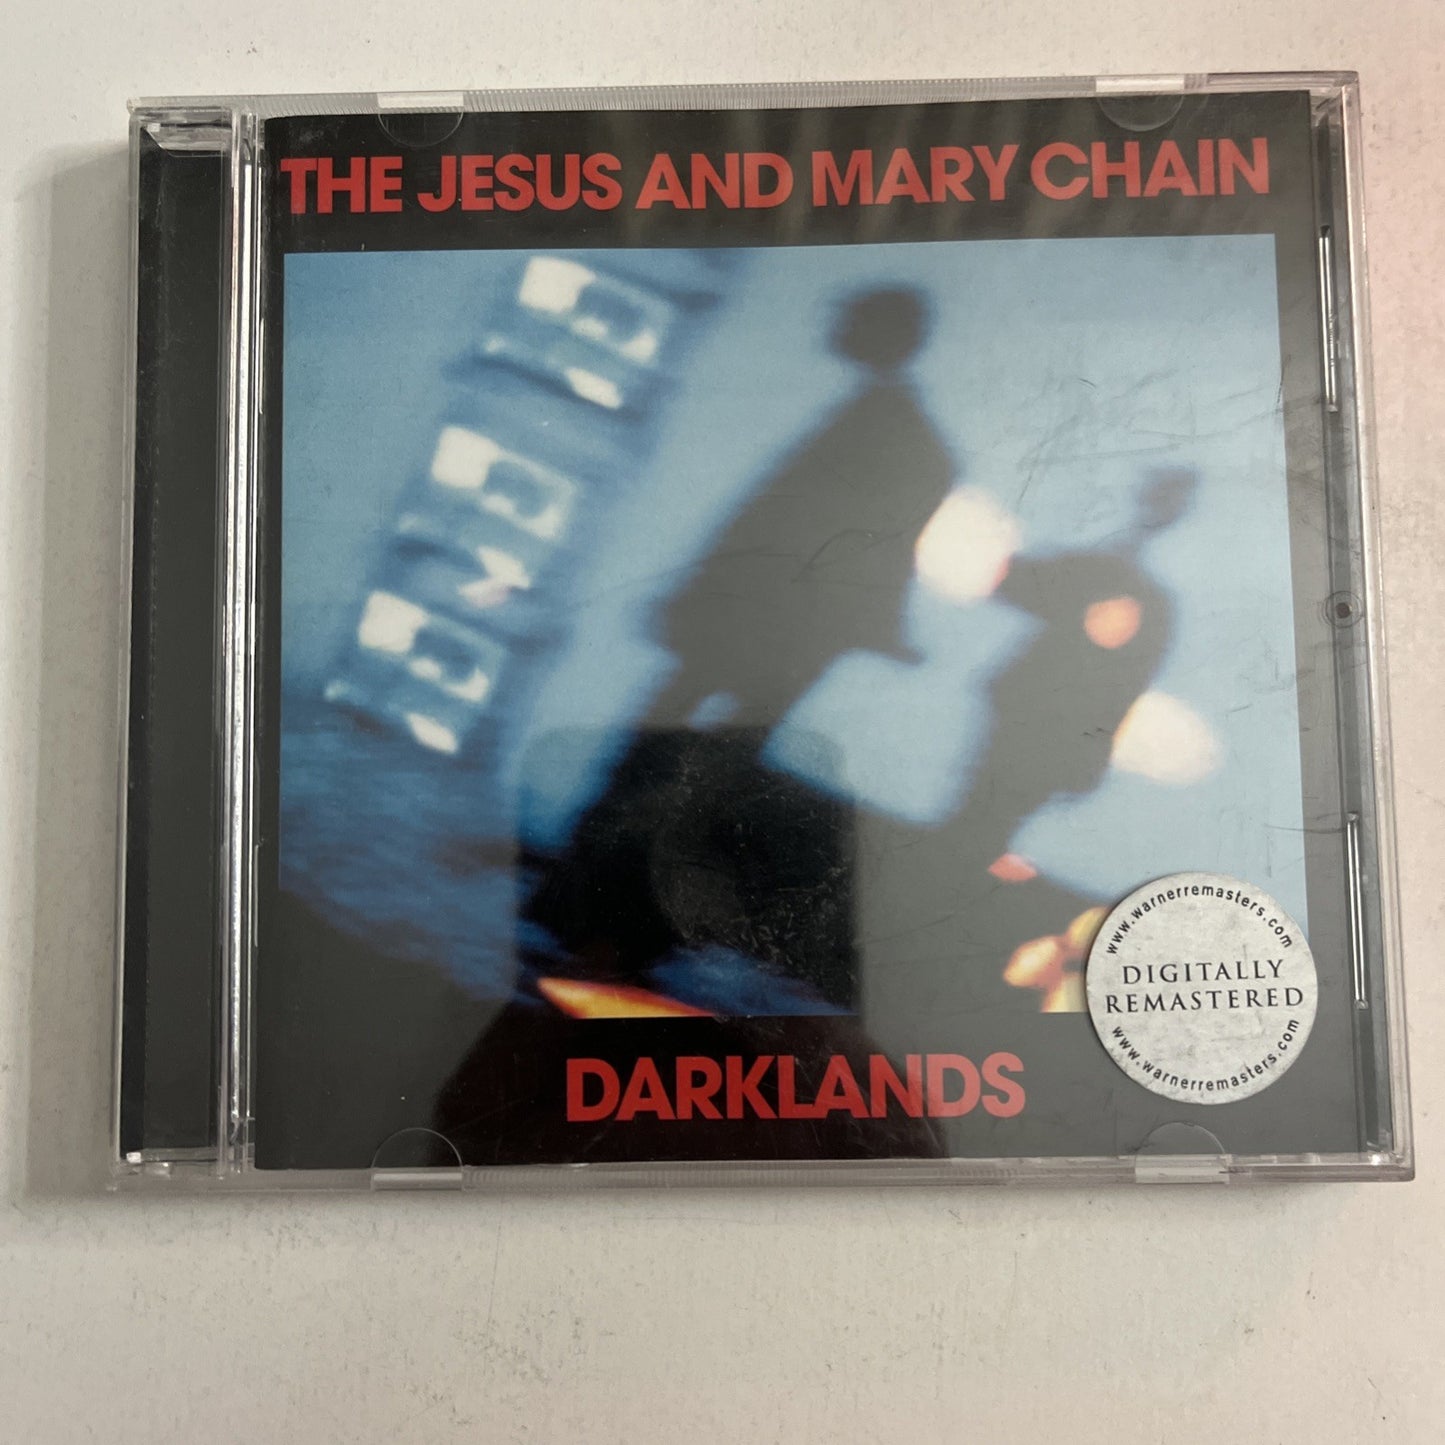 THE JESUS AND MARY CHAIN
DARKLANDS
www.warnerremasters.com
DIGITALLY
REMASTERED
www.warnerremasters.com